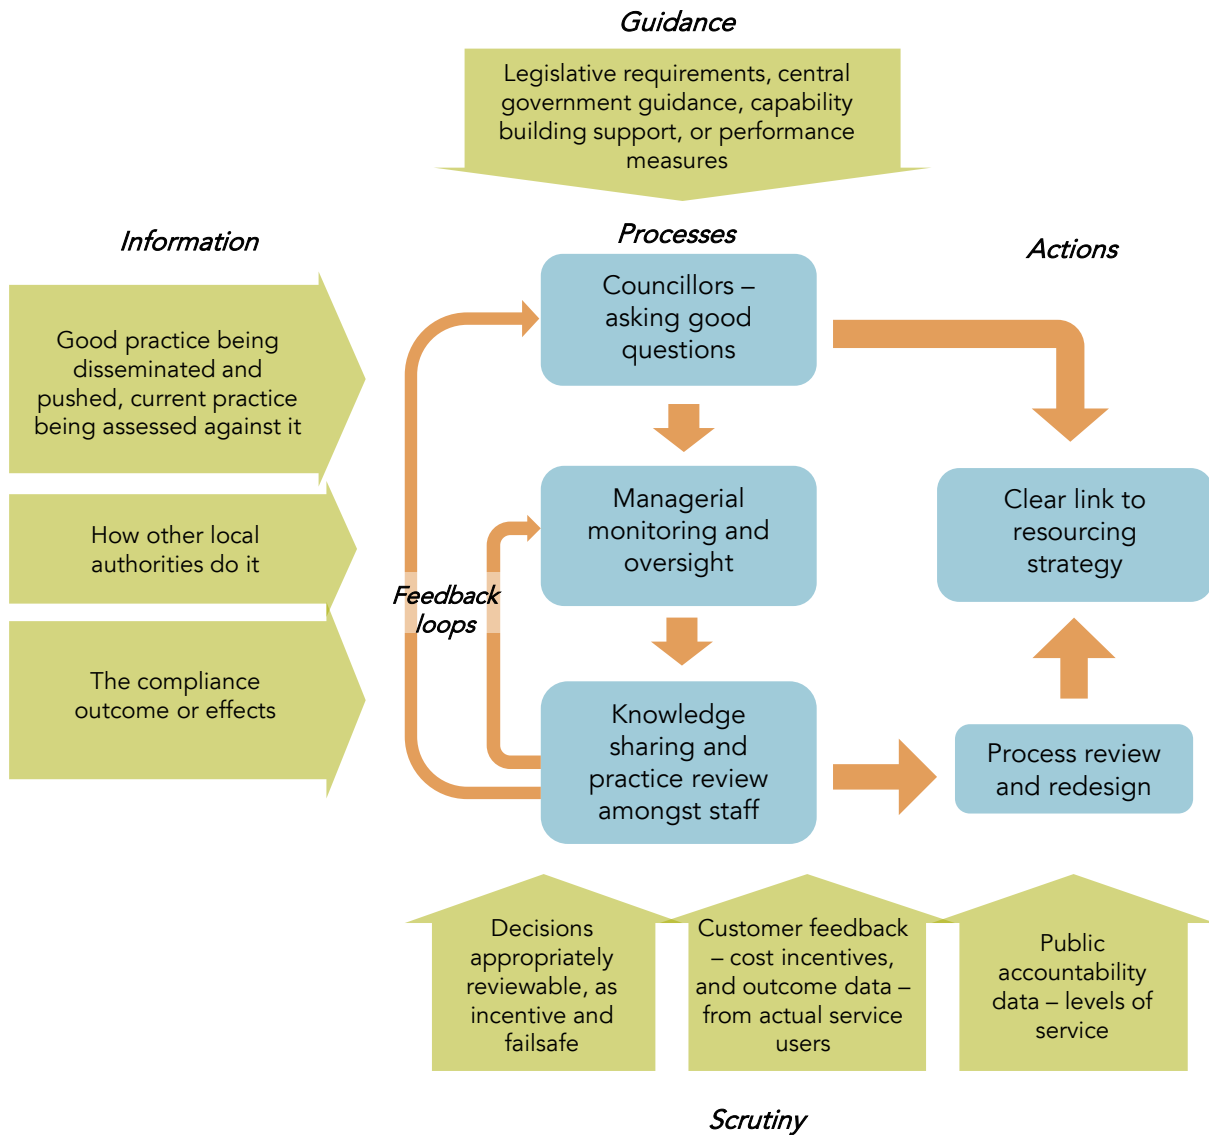 Guidance
Legislative requirements, central
government guidance, capability
building support, or performance
measures
Information
Processes
Actions
Good practice being
disseminated and
pushed, current practice
being assessed against it
How other local
authorities do it
The compliance
outcome or effects
Feedback
loops
Councillors –
asking good
questions
Managerial
monitoring and
oversight
Knowledge
sharing and
practice review
amongst staff
Clear link to
resourcing
strategy
Process review
and redesign
Decisions
appropriately
reviewable, as
incentive and
failsafe
Customer feedback
– cost incentives,
and outcome data –
from actual service
users
Public
accountability
data – levels of
service
Scrutiny